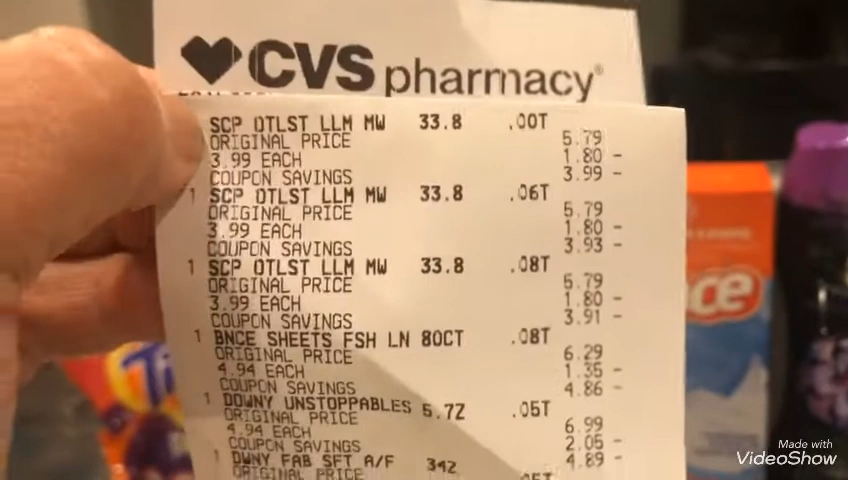 CVS pharmacy®
SCP OTLST LLM MW 33.8 .00T
ORIGINAL PRICE 5.79
3.99 EACH 1.80 -
COUPON SAVINGS 3.99 -
1 SCP OTLST LLM MW 33.8 .06T
ORIGINAL PRICE 5.79
3.99 EACH 1.80 -
COUPON SAVINGS 3.93 -
1 SCP OTLST LLM MW 33.8 .08T
ORIGINAL PRICE 5.79
3.99 EACH 1.80 -
COUPON SAVINGS 3.91 -
1 BNCE SHEETS FSH LN 80CT .08T
ORIGINAL PRICE 6.29
4.94 EACH 1.35 -
COUPON SAVINGS 4.86 -
1 DOWNY UNSTOPPABLES 5.7Z .05T
ORIGINAL PRICE 6.99
4.94 EACH 2.05 -
COUPON SAVINGS 4.89 -
1 DWNY FAB SFT A/F 34Z
ORIGINAL PRICE
Ti
ce
Made with
VideoShow